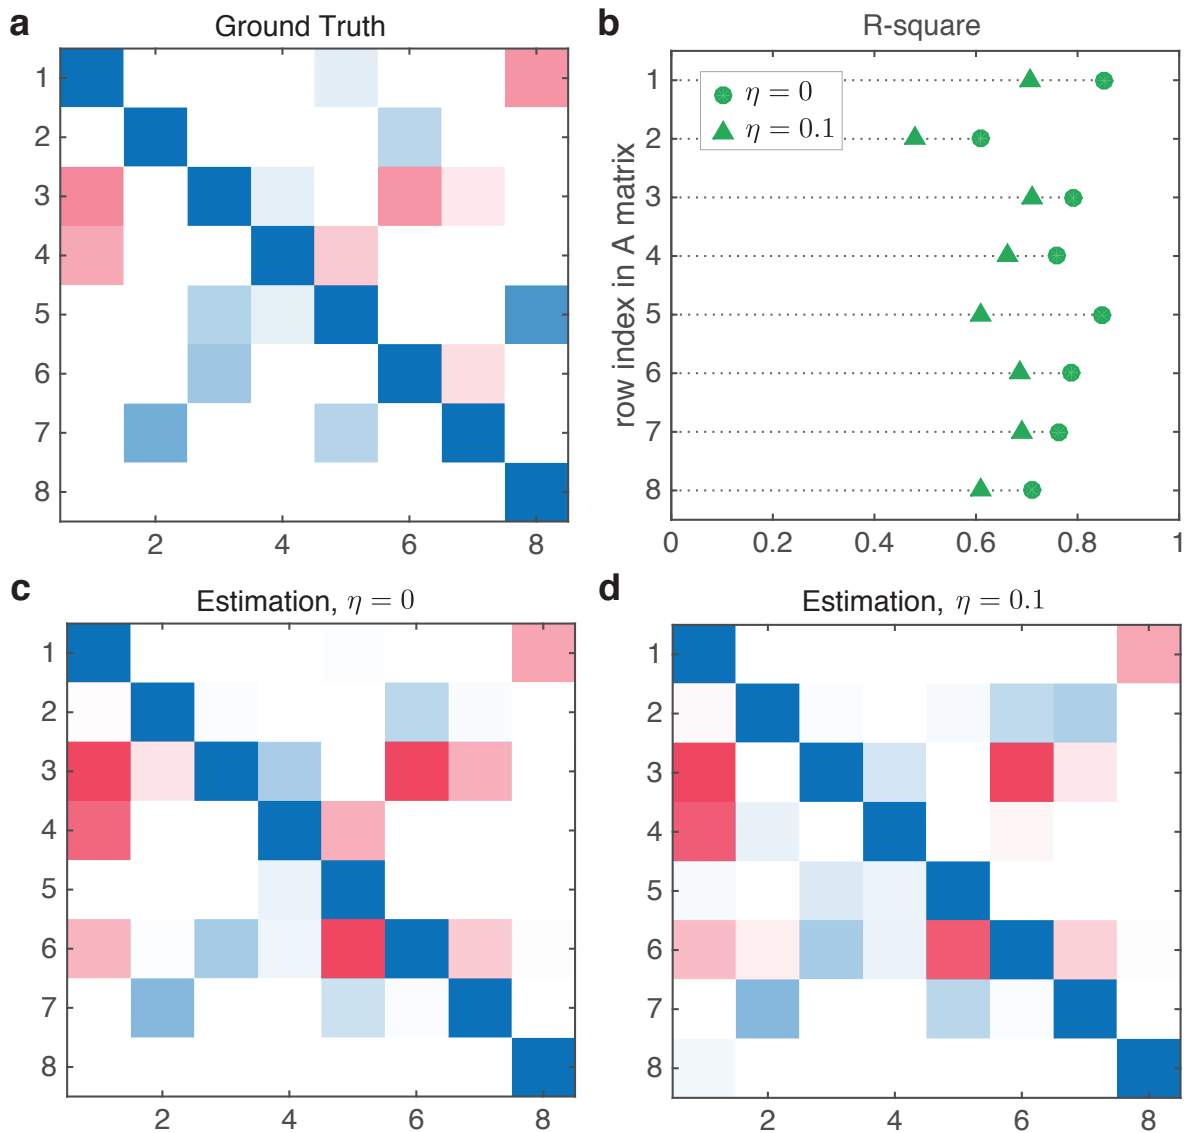 a
Ground Truth
1
2
3
4
5
6
7
8
2 4 6 8
b
R-square
row index in A matrix
1
2
3
4
5
6
7
8
η = 0
η = 0.1
0 0.2 0.4 0.6 0.8 1
c
Estimation, η = 0
1
2
3
4
5
6
7
8
2 4 6 8
d
Estimation, η = 0.1
1
2
3
4
5
6
7
8
2 4 6 8